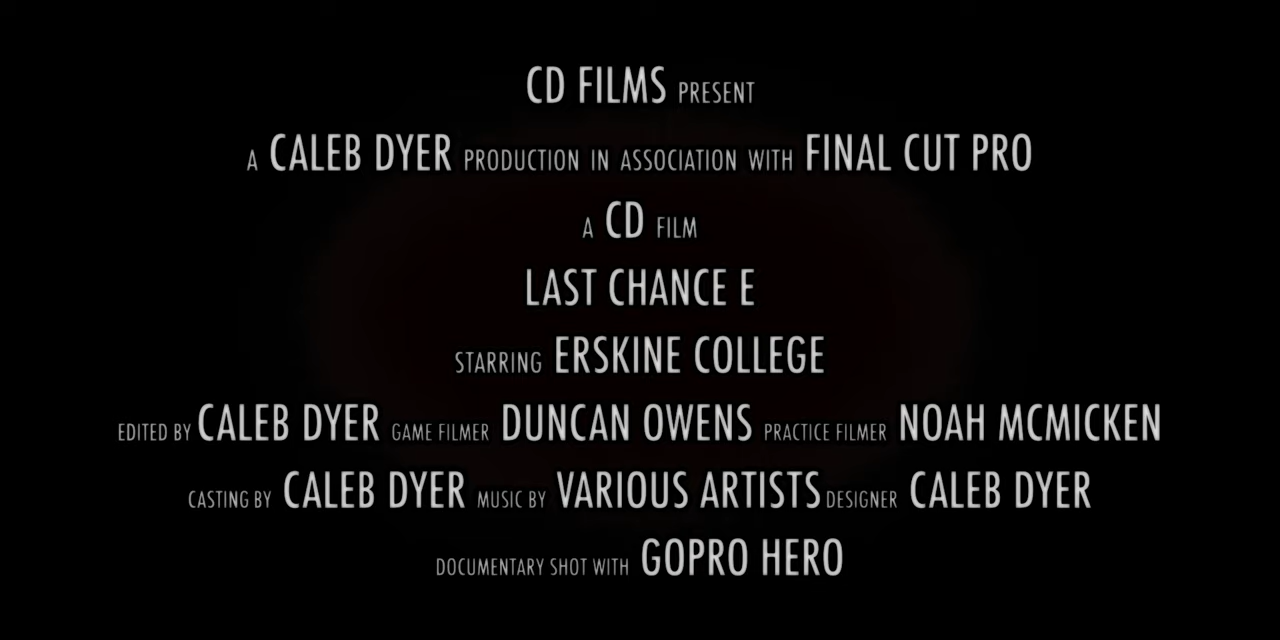 CD FILMS PRESENT
A CALEB DYER PRODUCTION IN ASSOCIATION WITH FINAL CUT PRO
A CD FILM
LAST CHANCE E
STARRING ERSKINE COLLEGE
EDITED BY CALEB DYER GAME FILMER DUNCAN OWENS PRACTICE FILMER NOAH MCMICKEN
CASTING BY CALEB DYER MUSIC BY VARIOUS ARTISTS DESIGNER CALEB DYER
DOCUMENTARY SHOT WITH GOPRO HERO